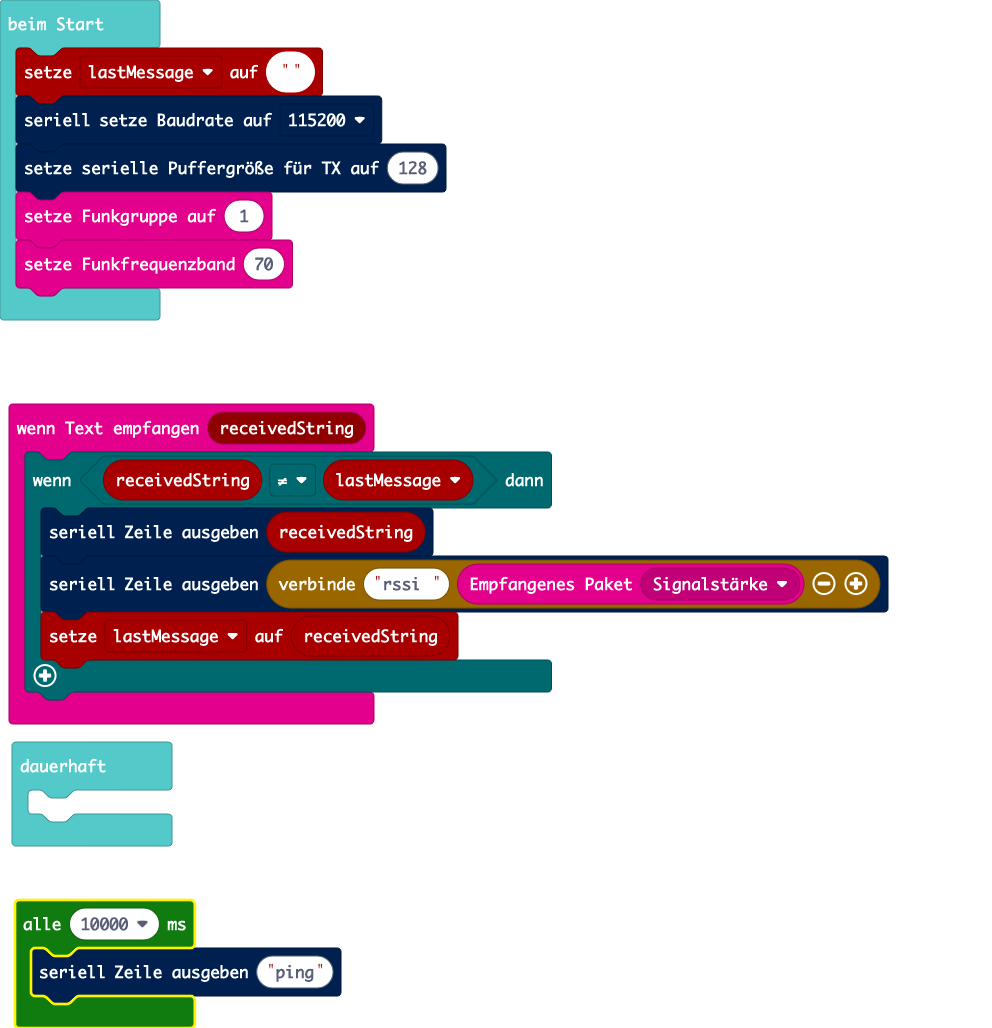 beim Start
setze lastMessage auf " "
seriell setze Baudrate auf 115200
setze serielle Puffergröße für TX auf 128
setze Funkgruppe auf 1
setze Funkfrequenzband 70
wenn Text empfangen receivedString
wenn receivedString ≠ lastMessage dann
seriell Zeile ausgeben receivedString
seriell Zeile ausgeben verbinde "rssi " Empfangenes Paket Signalstärke
setze lastMessage auf receivedString
dauerhaft
alle 10000 ms
seriell Zeile ausgeben "ping"